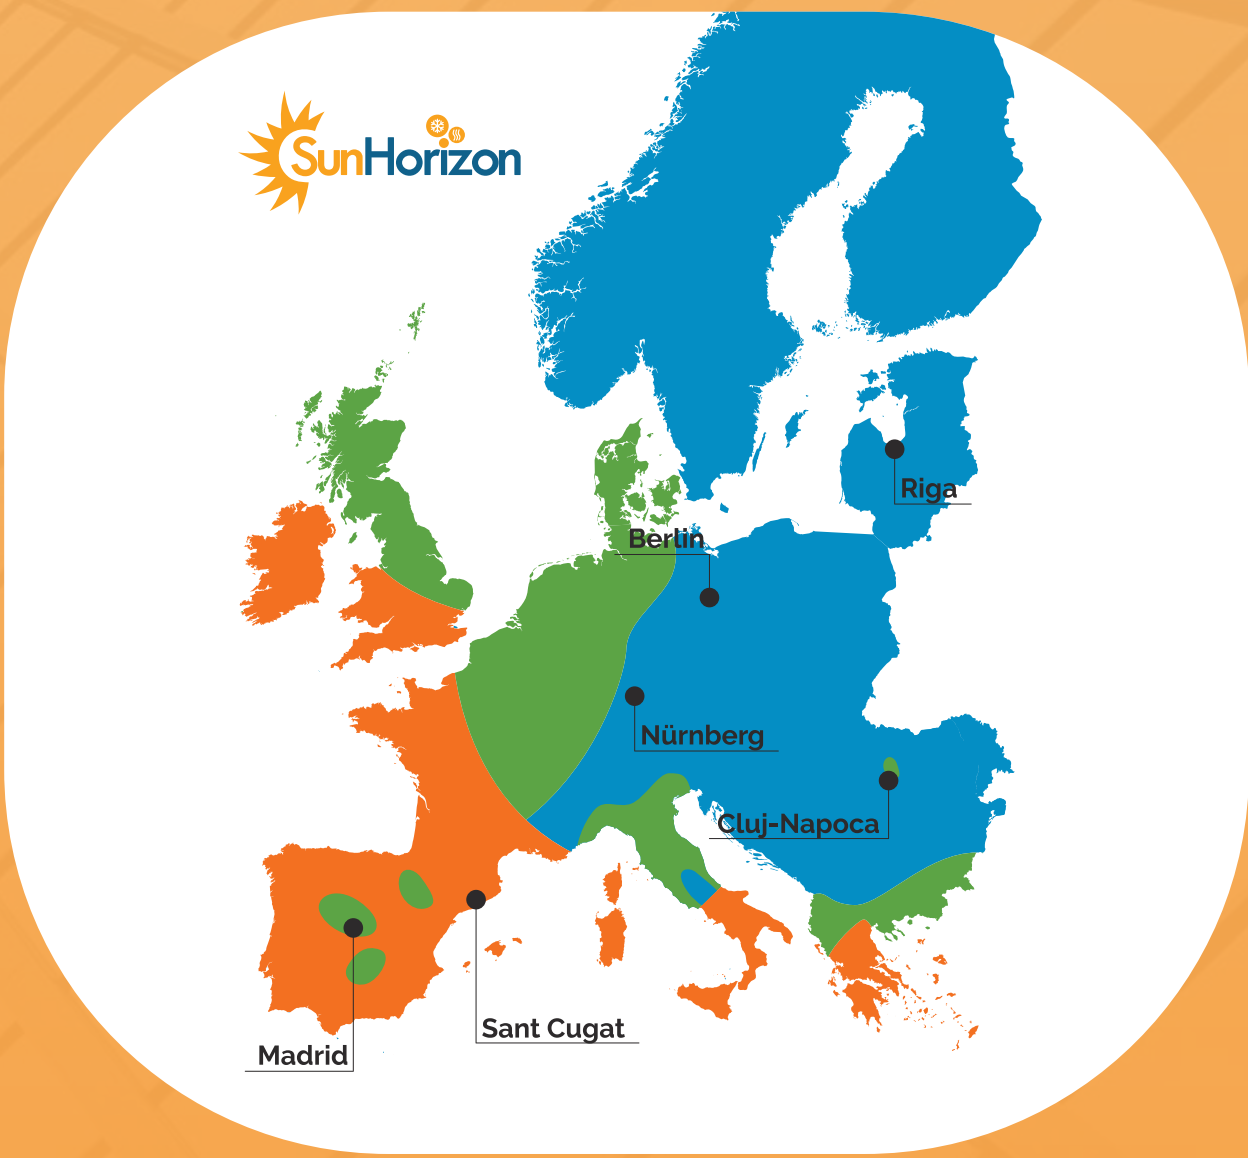 SunHorizon
Riga
Berlin
Nürnberg
Cluj-Napoca
Sant Cugat
Madrid